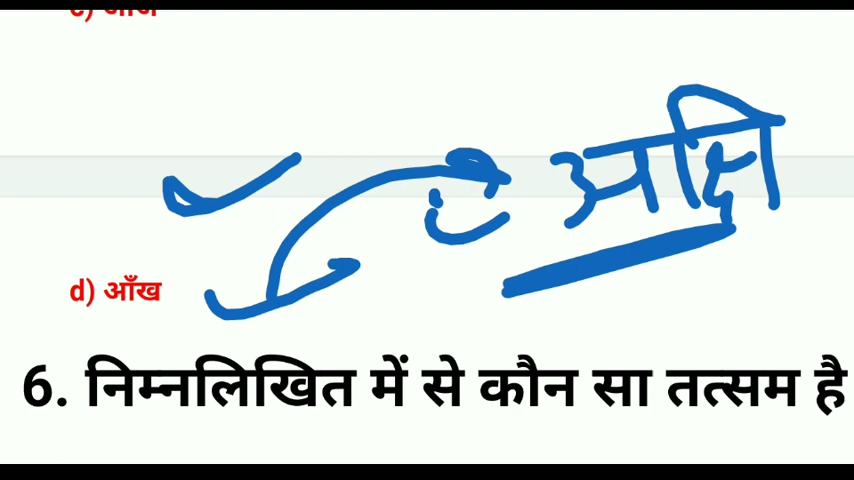 अक्षि
d) आँख
6. निम्नलिखित में से कौन सा तत्सम है